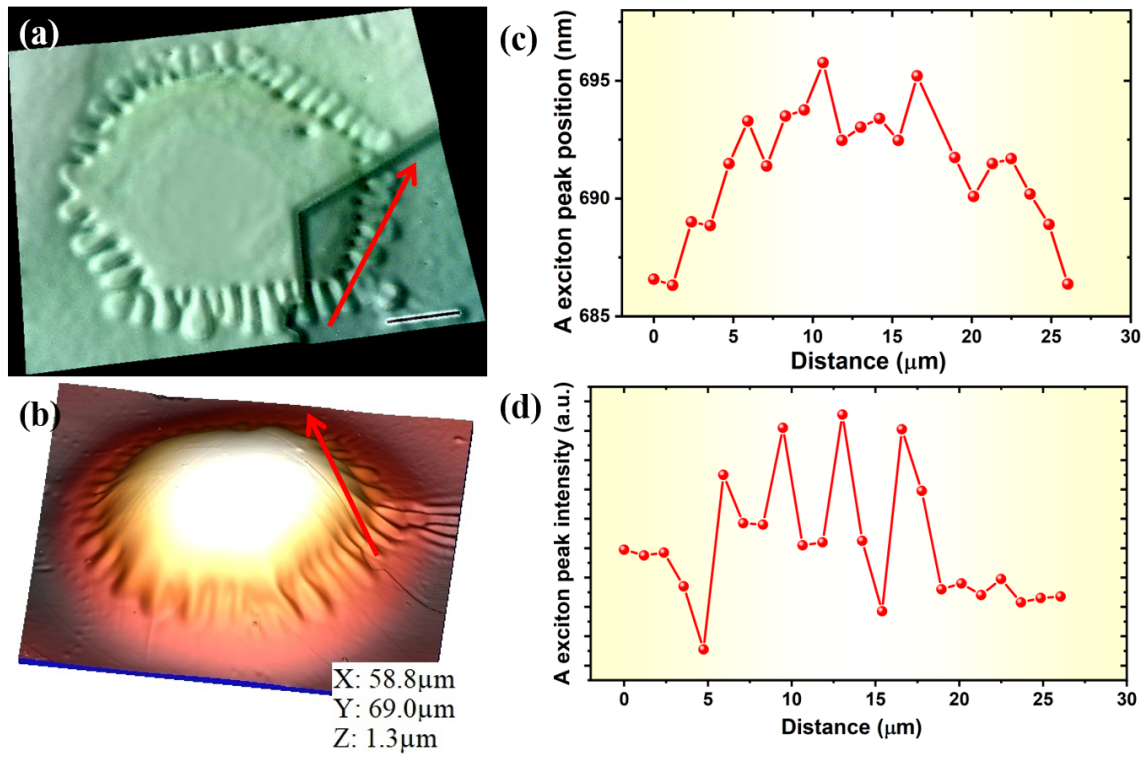 (a)
(b)
X: 58.8µm
Y: 69.0µm
Z: 1.3µm
(c)
A exciton peak position (nm)
695
690
685
0 5 10 15 20 25 30
Distance (µm)
(d)
A exciton peak intensity (a.u.)
0 5 10 15 20 25 30
Distance (µm)